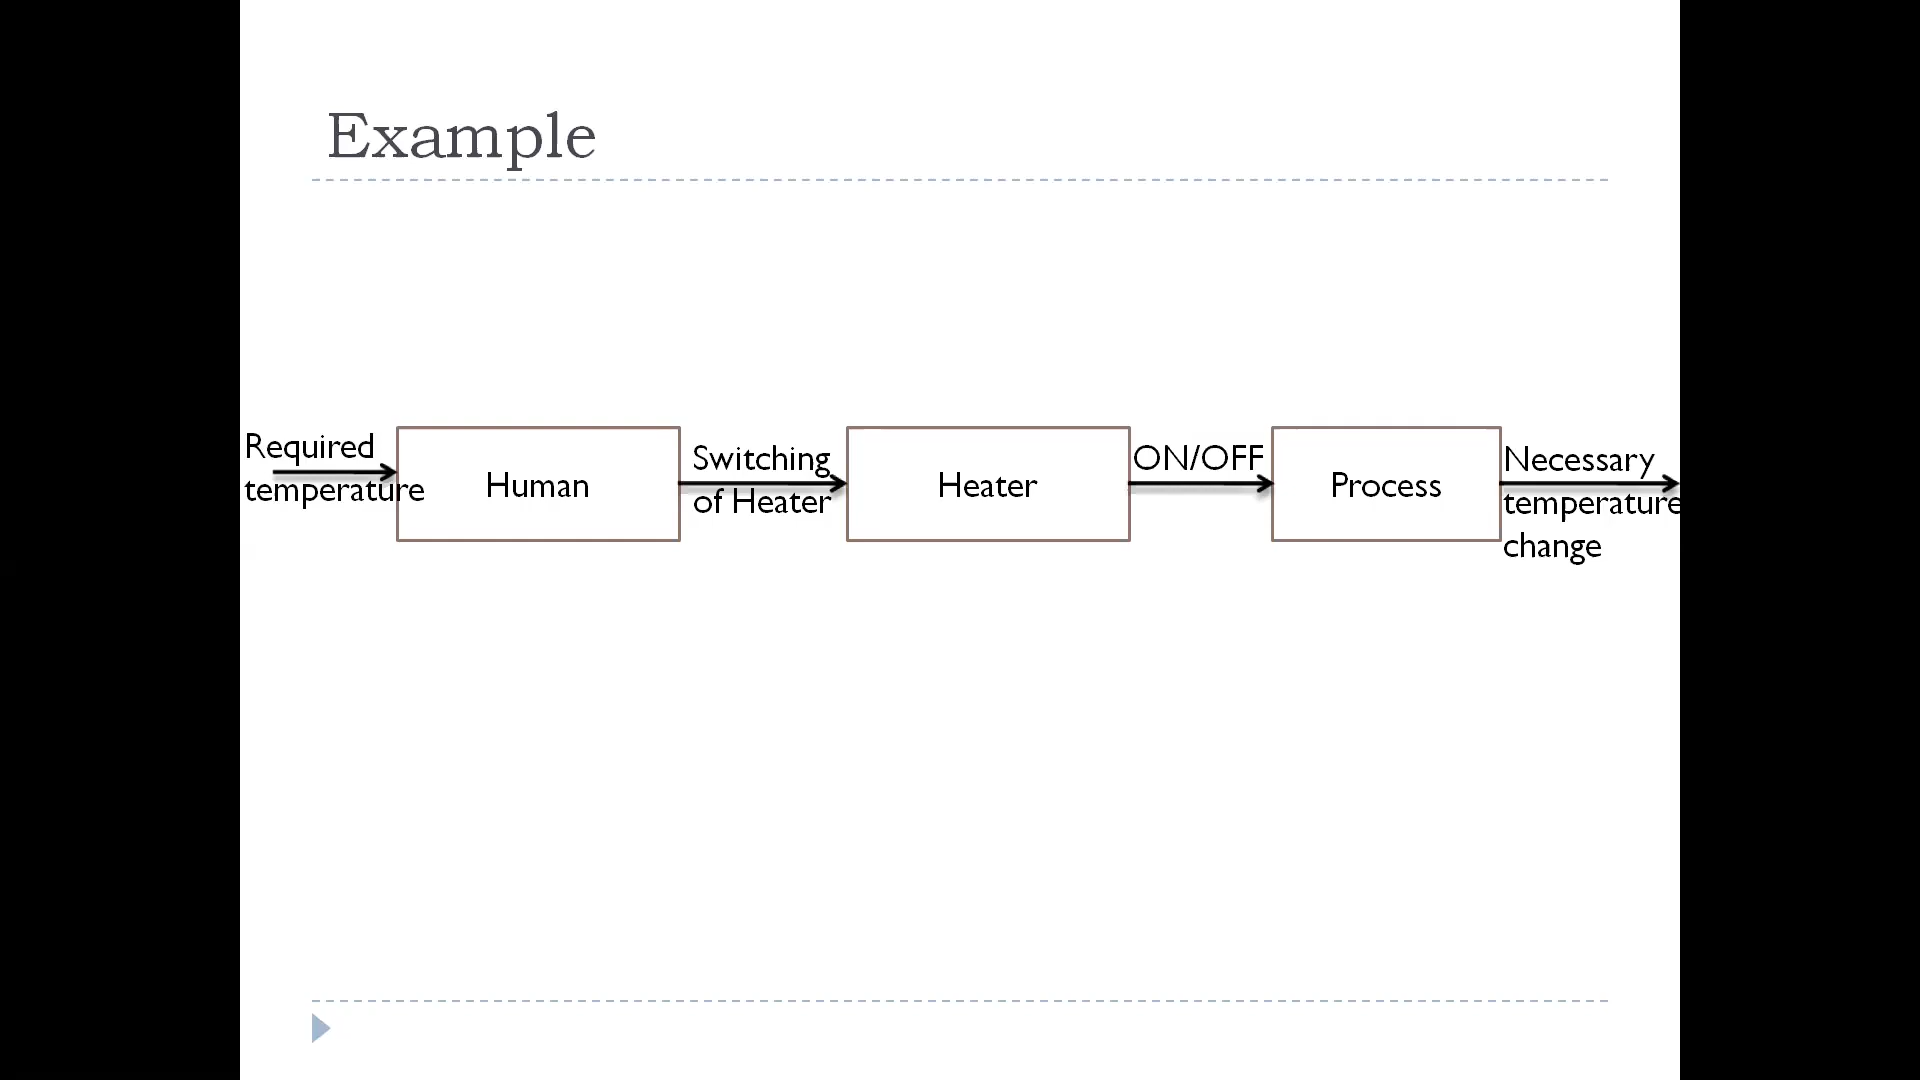 Example
Required
temperature
Human
Switching
of Heater
Heater
ON/OFF
Process
Necessary
temperature
change